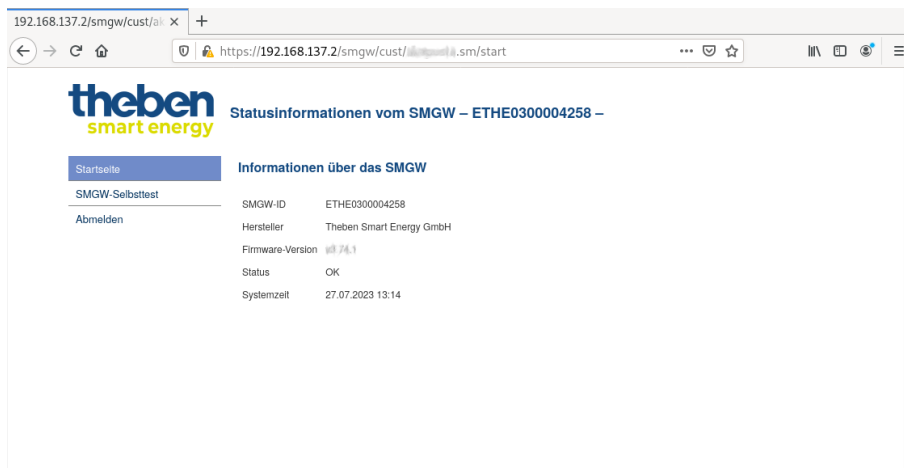 192.168.137.2/smgw/cust/
https://192.168.137.2/smgw/cust/ .sm/start
theben
smart energy
Statusinformationen vom SMGW – ETHE0300004258 –
Startseite
SMGW-Selbsttest
Abmelden
Informationen über das SMGW
SMGW-ID ETHE0300004258
Hersteller Theben Smart Energy GmbH
Firmware-Version
Status OK
Systemzeit 27.07.2023 13:14